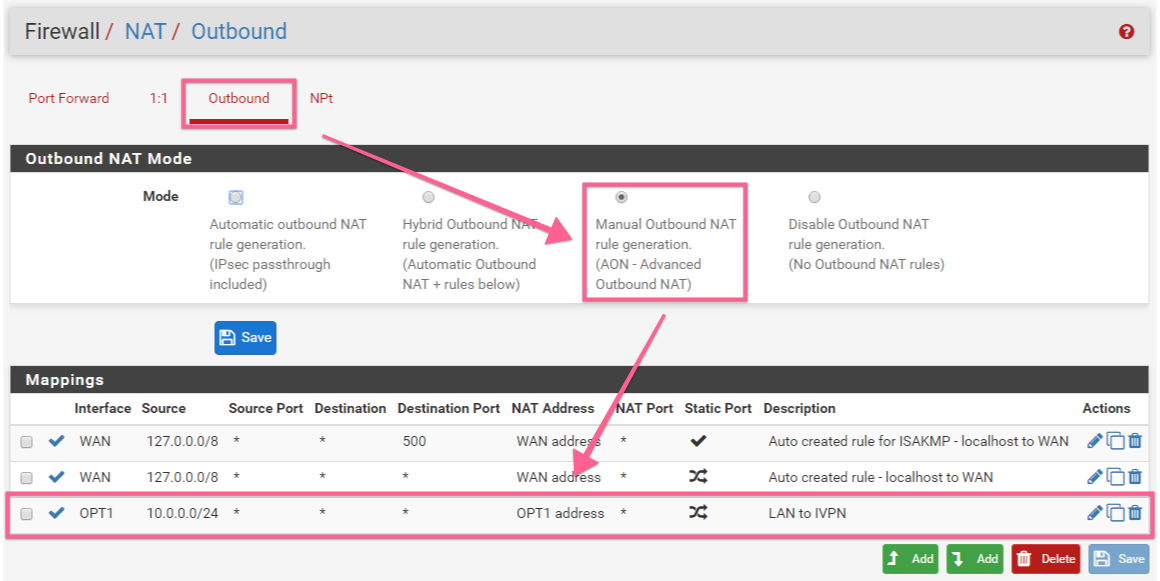 Firewall / NAT / Outbound
Port Forward 1:1 Outbound NPt
Outbound NAT Mode
Mode
Automatic outbound NAT
rule generation.
(IPsec passthrough
included)
Hybrid Outbound NAT
rule generation.
(Automatic Outbound
NAT + rules below)
Manual Outbound NAT
rule generation.
(AON - Advanced
Outbound NAT)
Disable Outbound NAT
rule generation.
(No Outbound NAT rules)
Save
Mappings
Interface Source Source Port Destination Destination Port NAT Address NAT Port Static Port Description Actions
WAN 127.0.0.0/8 * * 500 WAN address * Auto created rule for ISAKMP - localhost to WAN
WAN 127.0.0.0/8 * * * WAN address * Auto created rule - localhost to WAN
OPT1 10.0.0.0/24 * * * OPT1 address * LAN to IVPN
Add Add Delete Save